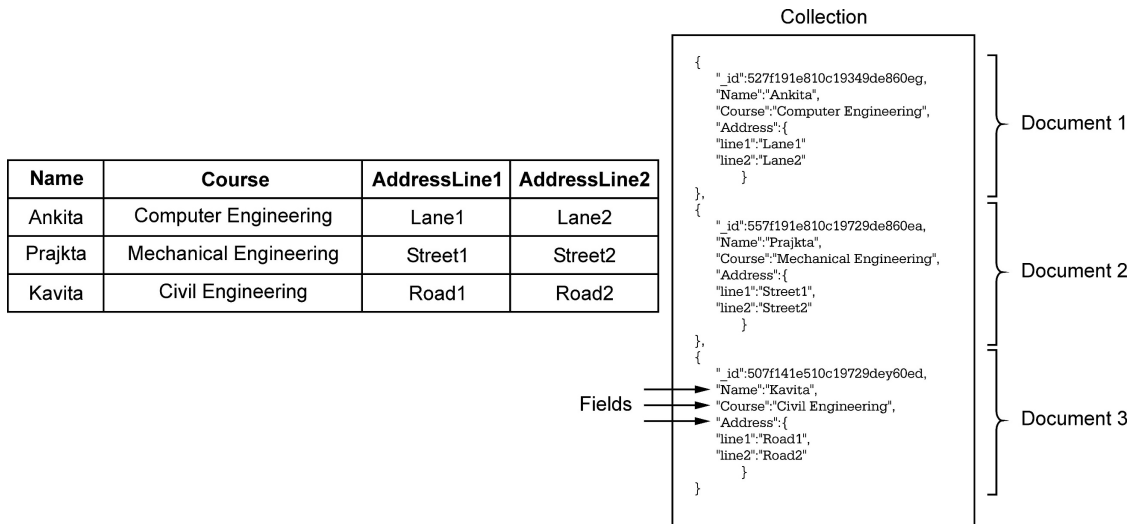 Collection
Name Course AddressLine1 AddressLine2
Ankita Computer Engineering Lane1 Lane2
Prajkta Mechanical Engineering Street1 Street2
Kavita Civil Engineering Road1 Road2
{
"_id":527f191e810c19349de860eg,
"Name":"Ankita",
"Course":"Computer Engineering",
"Address":{
"line1":"Lane1"
"line2":"Lane2"
}
},
Document 1
{
"_id":557f191e810c19729de860ea,
"Name":"Prajkta",
"Course":"Mechanical Engineering",
"Address":{
"line1":"Street1",
"line2":"Street2"
}
},
Document 2
{
"_id":507f141e510c19729dey60ed,
"Name":"Kavita",
"Course":"Civil Engineering",
"Address":{
"line1":"Road1",
"line2":"Road2"
}
}
Fields
Document 3